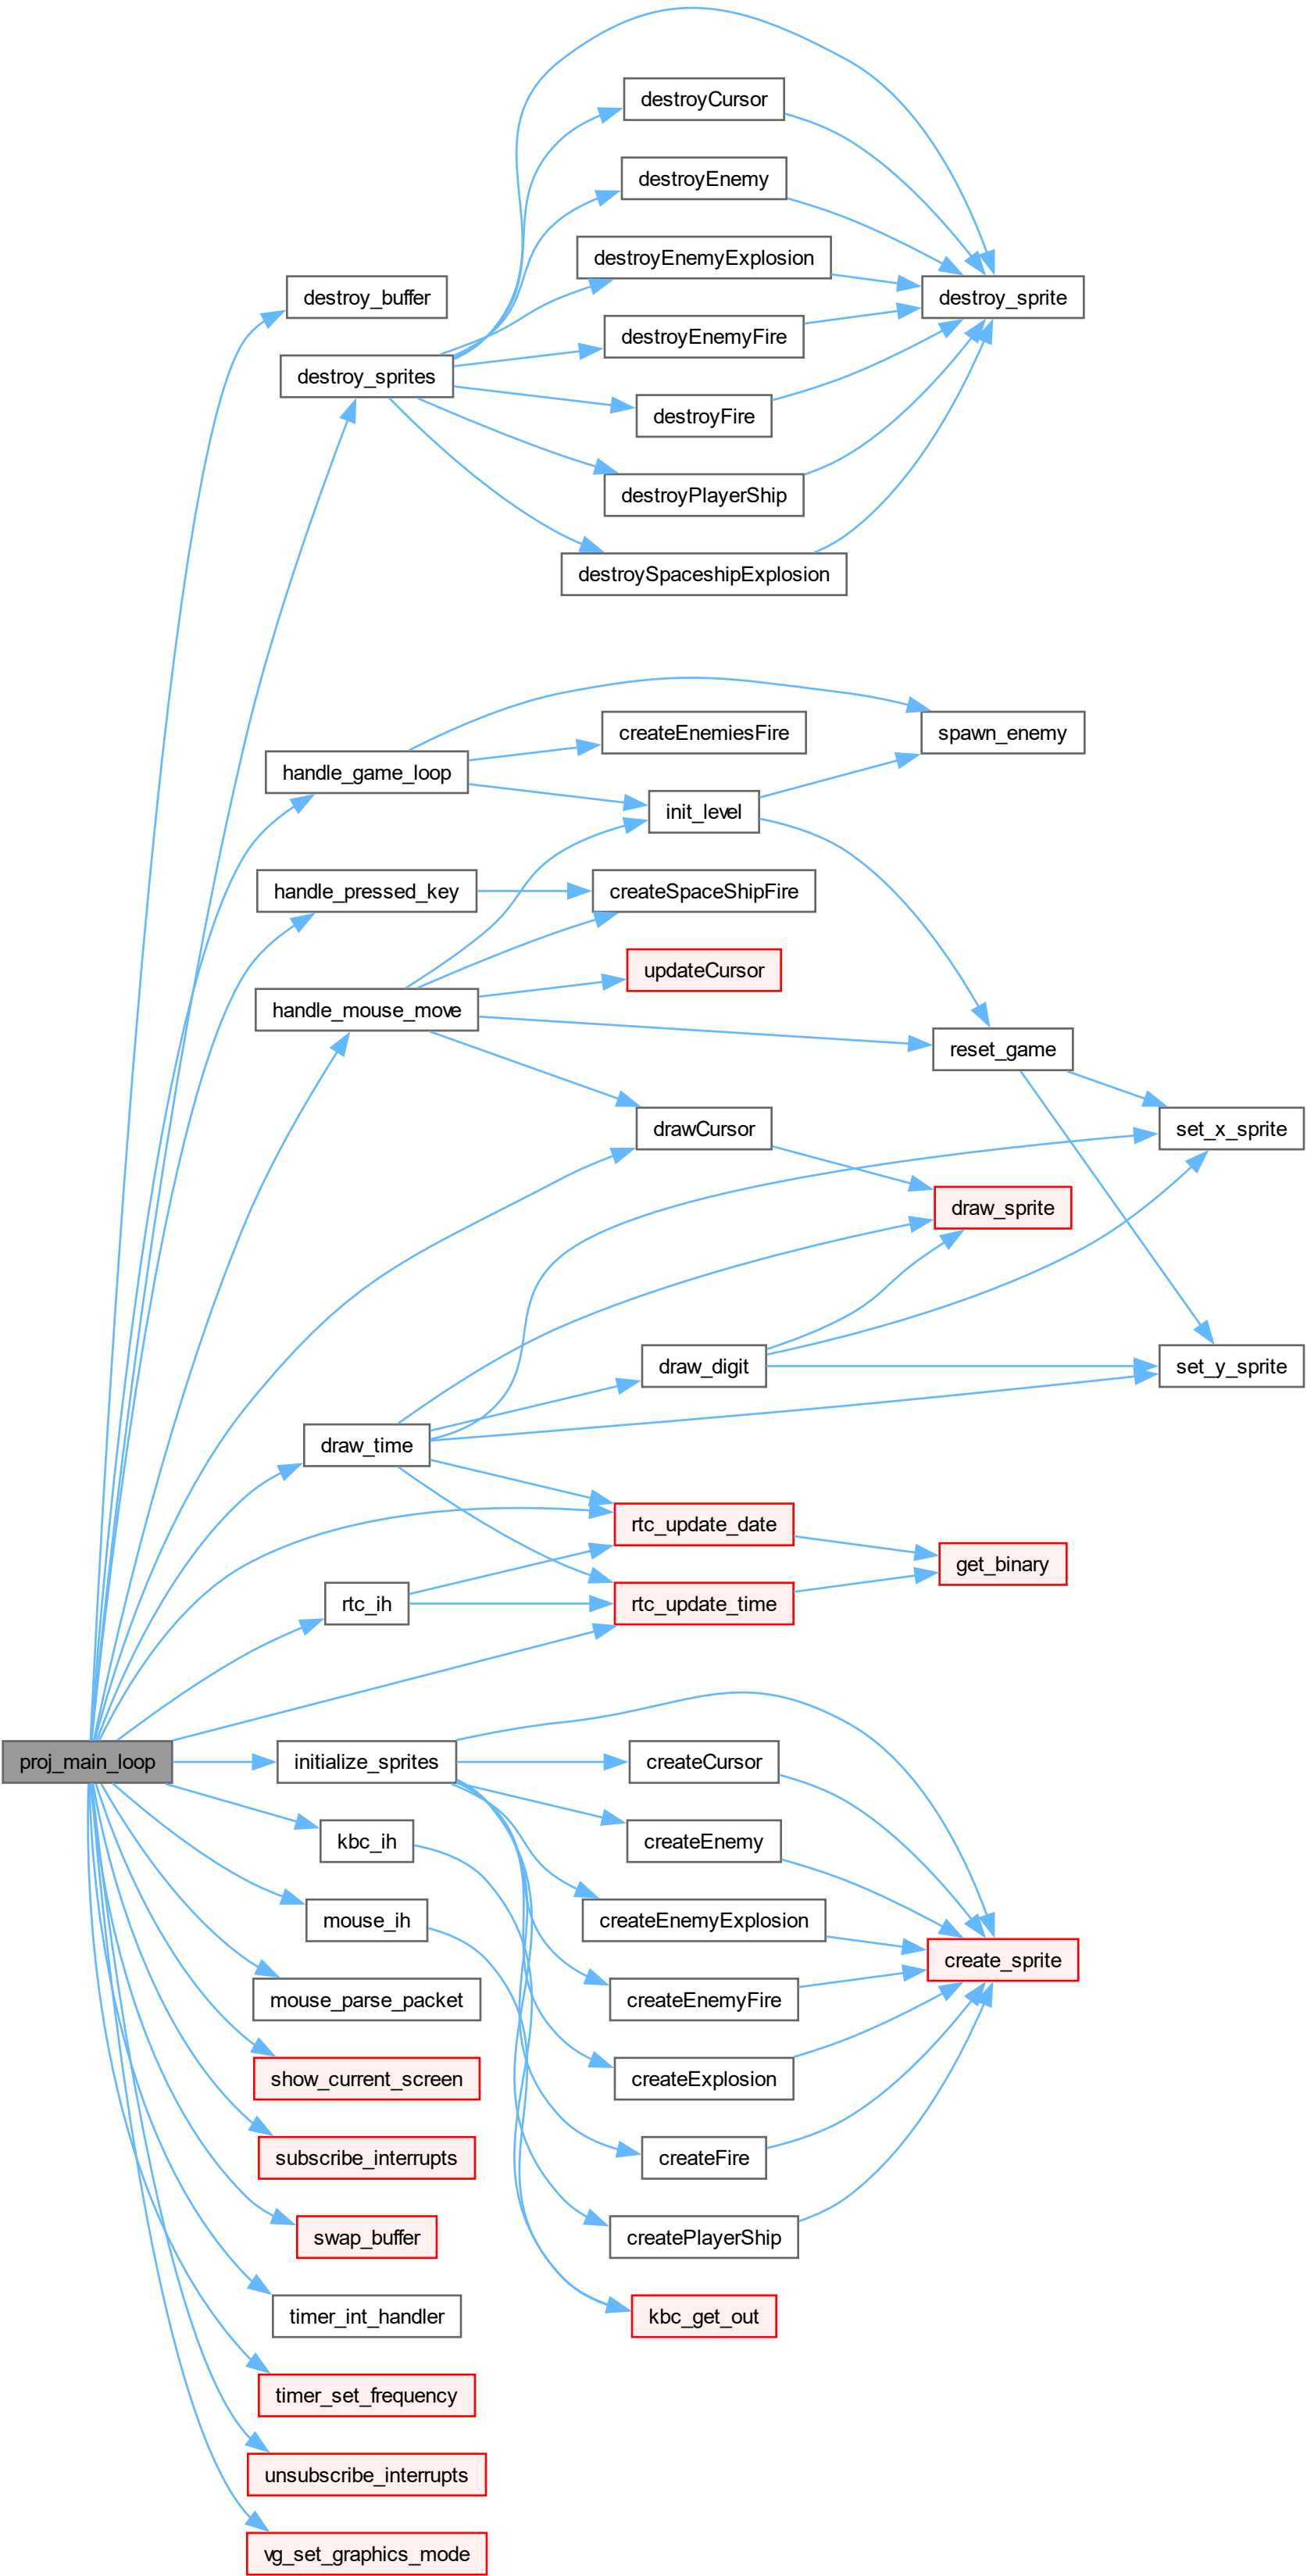 destroyCursor
destroyEnemy
destroyEnemyExplosion
destroy_buffer
destroy_sprite
destroyEnemyFire
destroy_sprites
destroyFire
destroyPlayerShip
destroySpaceshipExplosion
createEnemiesFire
spawn_enemy
handle_game_loop
init_level
handle_pressed_key
createSpaceShipFire
updateCursor
handle_mouse_move
reset_game
drawCursor
set_x_sprite
draw_sprite
draw_digit
set_y_sprite
draw_time
rtc_update_date
get_binary
rtc_ih
rtc_update_time
proj_main_loop
initialize_sprites
createCursor
kbc_ih
createEnemy
mouse_ih
createEnemyExplosion
create_sprite
mouse_parse_packet
createEnemyFire
show_current_screen
createExplosion
subscribe_interrupts
createFire
swap_buffer
createPlayerShip
timer_int_handler
kbc_get_out
timer_set_frequency
unsubscribe_interrupts
vg_set_graphics_mode